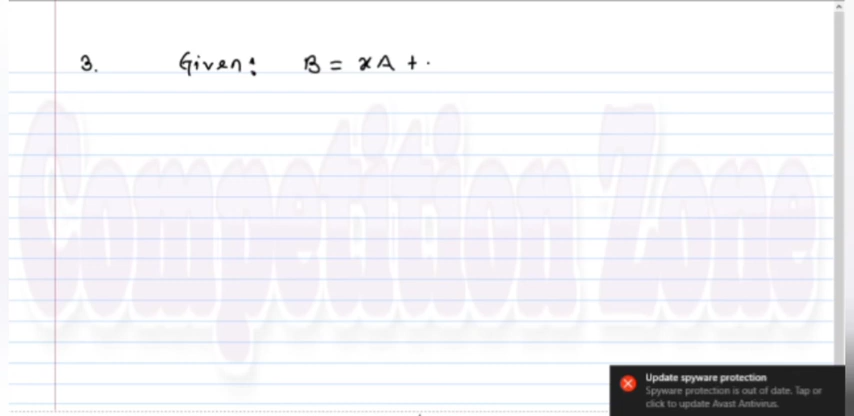 3. Given: B = xA + .
Competition Zone
Update spyware protection
Spyware protection is out of date. Tap or
click to update Avast Antivirus.